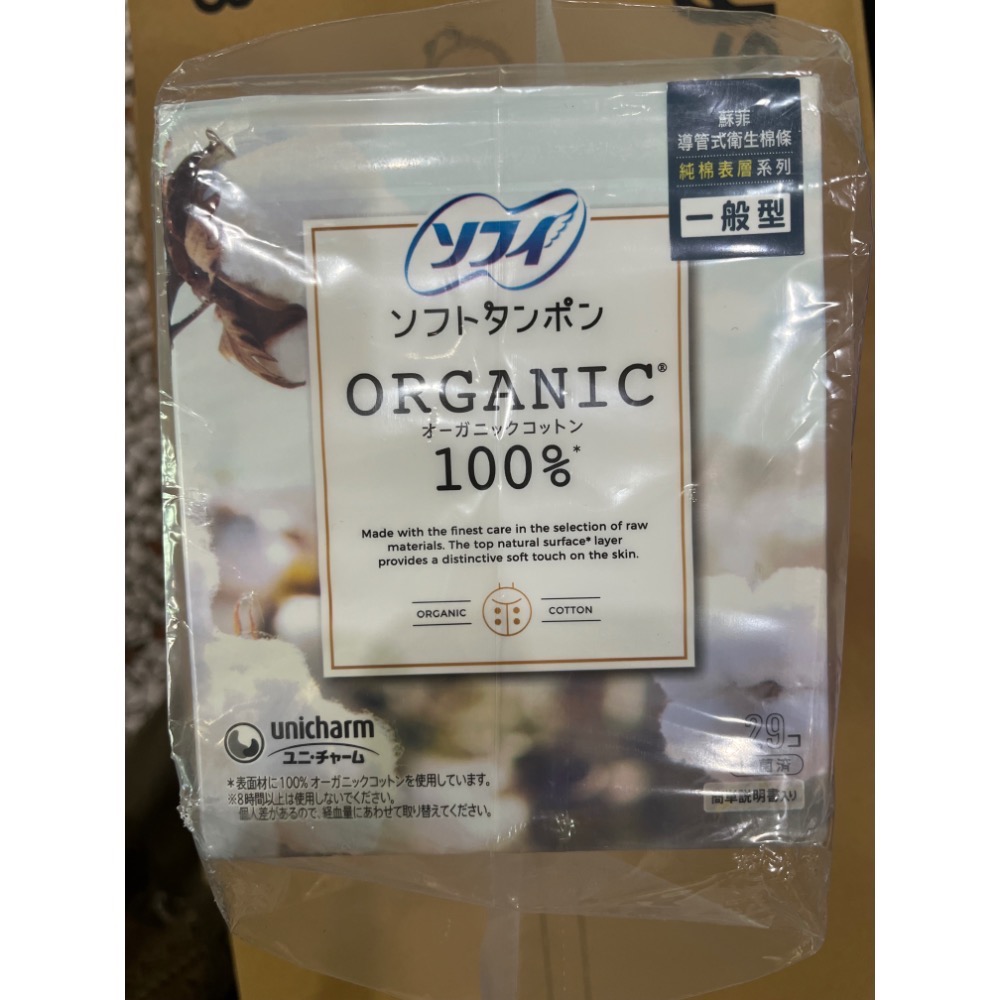 蘇菲
導管式衛生棉條
純棉表層系列
一般型
ソフィ
ソフトタンポン
ORGANIC®
オーガニックコットン
100%*
Made with the finest care in the selection of raw
materials. The top natural surface* layer
provides a distinctive soft touch on the skin.
ORGANIC
COTTON
unicharm
ユニ・チャーム
*表面材に100%オーガニックコットンを使用しています。
※8時間以上は使用しないでください。
個人差があるので、経血量にあわせて取り替えてください。
29コ
菌済
簡単説明書入り